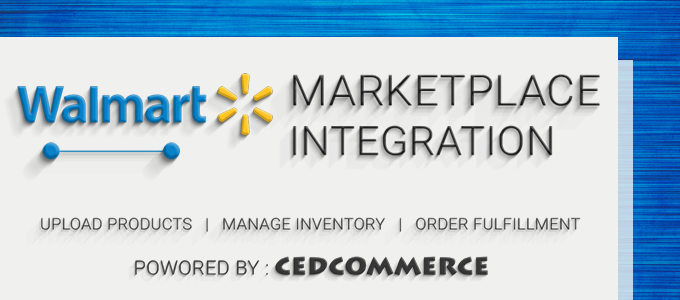 Walmart MARKETPLACE
INTEGRATION
UPLOAD PRODUCTS | MANAGE INVENTORY | ORDER FULFILLMENT
POWORED BY : CEDCOMMERCE